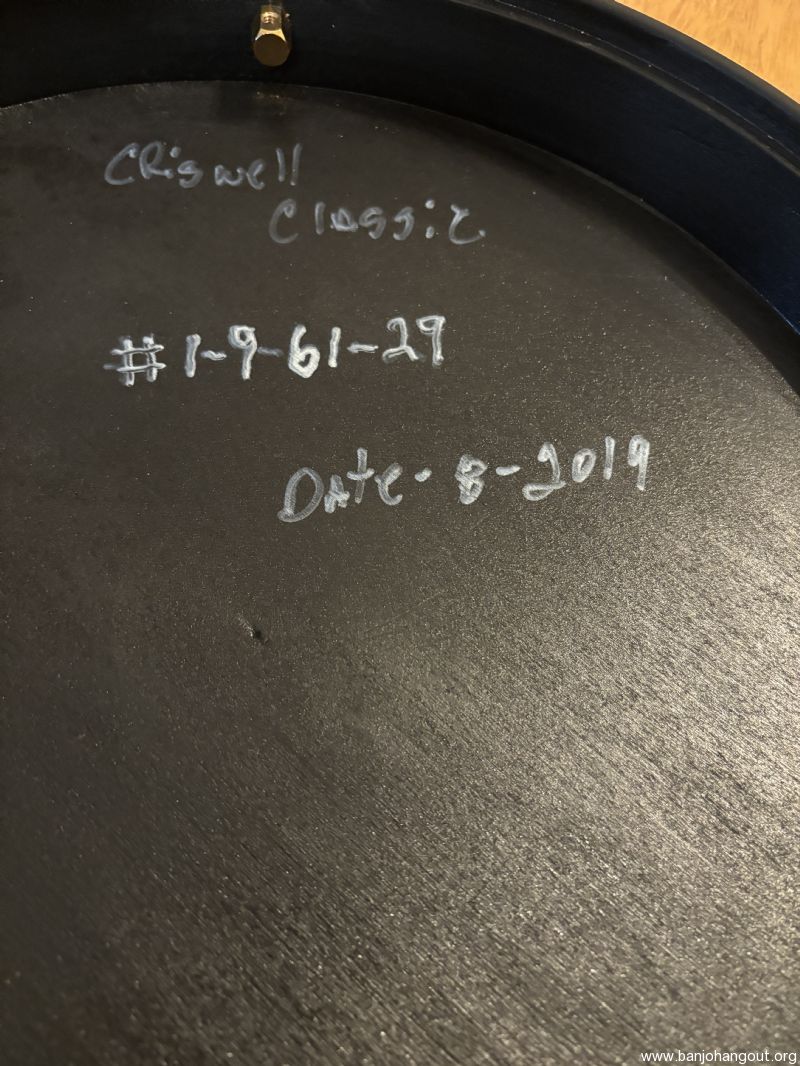 CRiswell
Classic
#1-9-61-29
Date- 8-2019
www.banjohangout.org